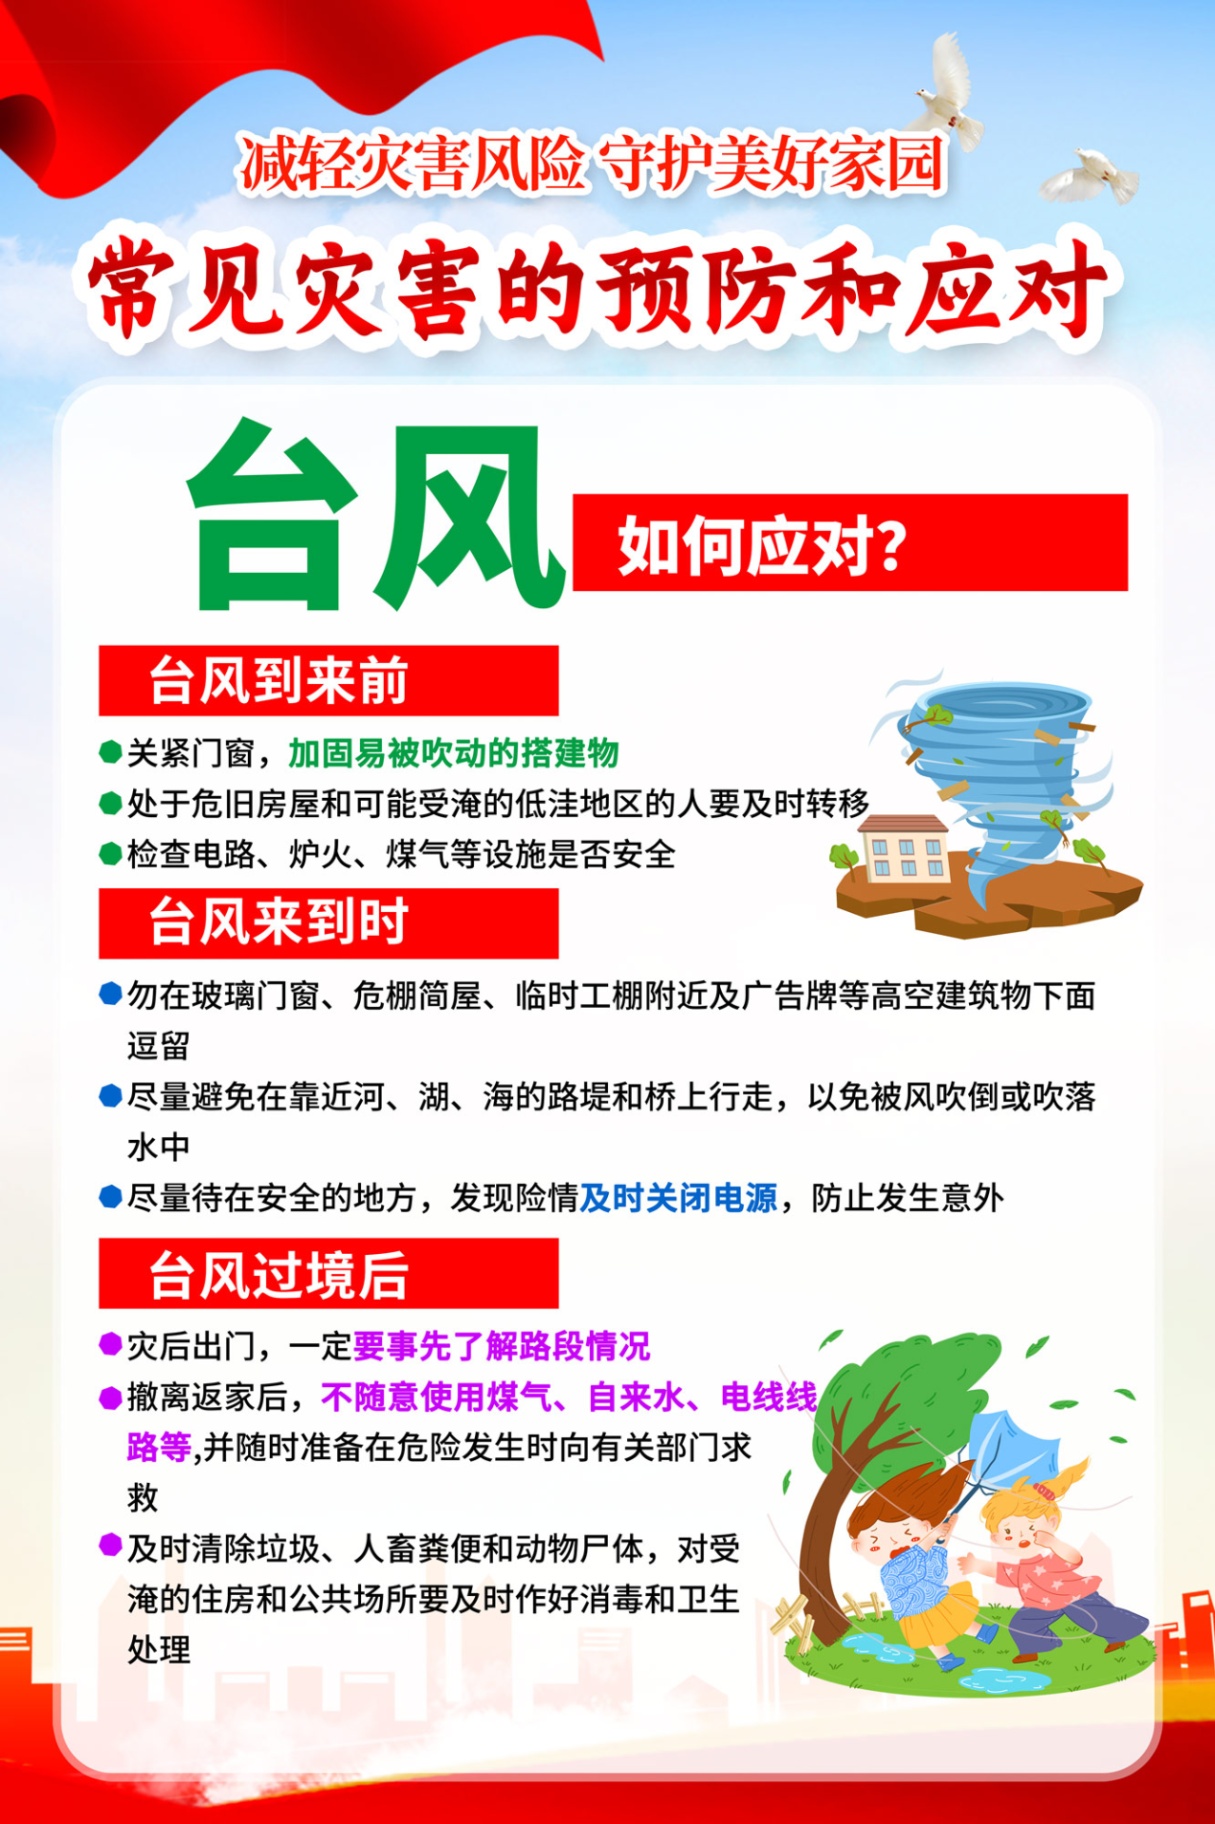 减轻灾害风险 守护美好家园
常见灾害的预防和应对
台风
如何应对?
台风到来前
关紧门窗，加固易被吹动的搭建物
处于危旧房屋和可能受淹的低洼地区的人要及时转移
检查电路、炉火、煤气等设施是否安全
台风来到时
勿在玻璃门窗、危棚简屋、临时工棚附近及广告牌等高空建筑物下面
逗留
尽量避免在靠近河、湖、海的路堤和桥上行走，以免被风吹倒或吹落
水中
尽量待在安全的地方，发现险情及时关闭电源，防止发生意外
台风过境后
灾后出门，一定要事先了解路段情况
撤离返家后，不随意使用煤气、自来水、电线线
路等,并随时准备在危险发生时向有关部门求
救
及时清除垃圾、人畜粪便和动物尸体，对受
淹的住房和公共场所要及时作好消毒和卫生
处理